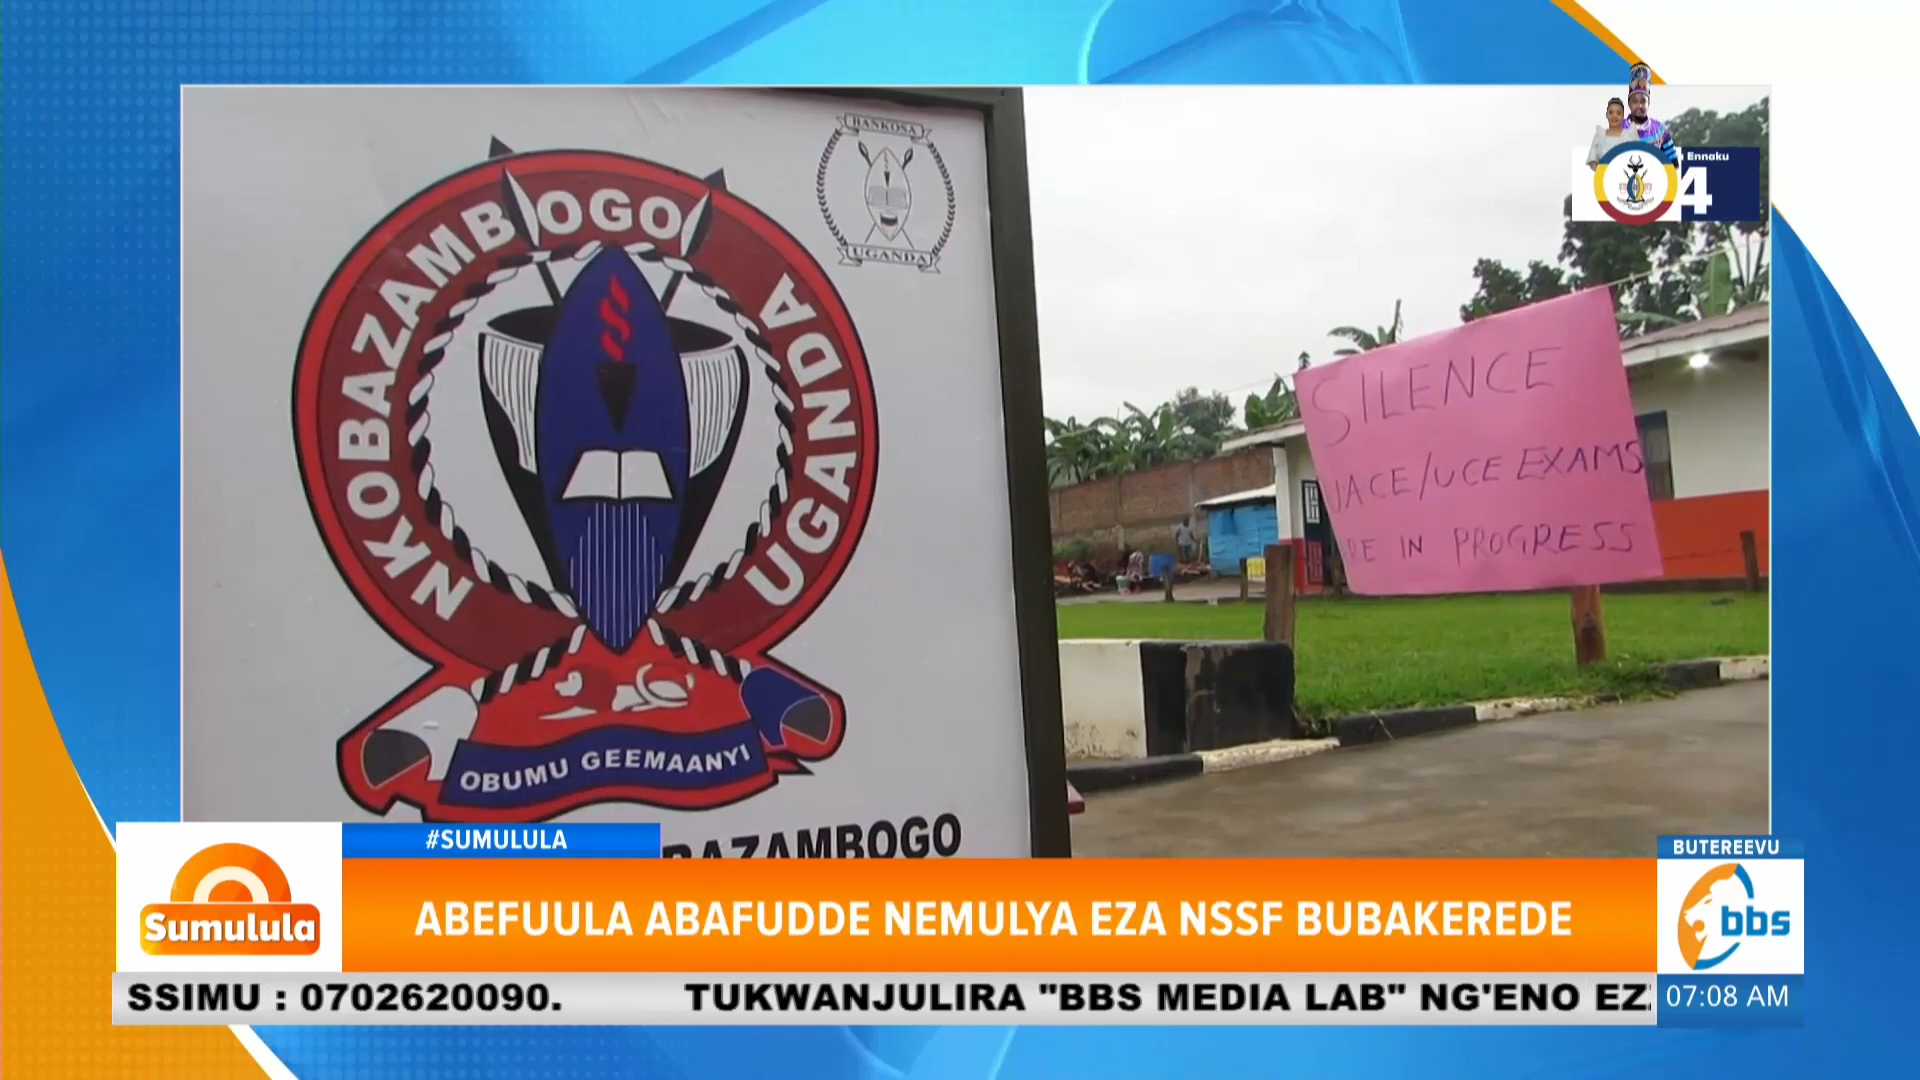 BANKOSA
UGANDA
Ennaku
4
NKOBAZAMBOGO
UGANDA
OBUMU GEEMAANYI
BAZAMBOGO
SILENCE
UACE/UCE EXAMS
IN PROGRESS
#SUMULULA
Sumulula
ABEFUULA ABAFUDDE NEMULYA EZA NSSF BUBAKEREDE
BUTEREEVU
bbs
SSIMU : 0702620090. TUKWANJULIRA "BBS MEDIA LAB" NG'ENO
07:08 AM